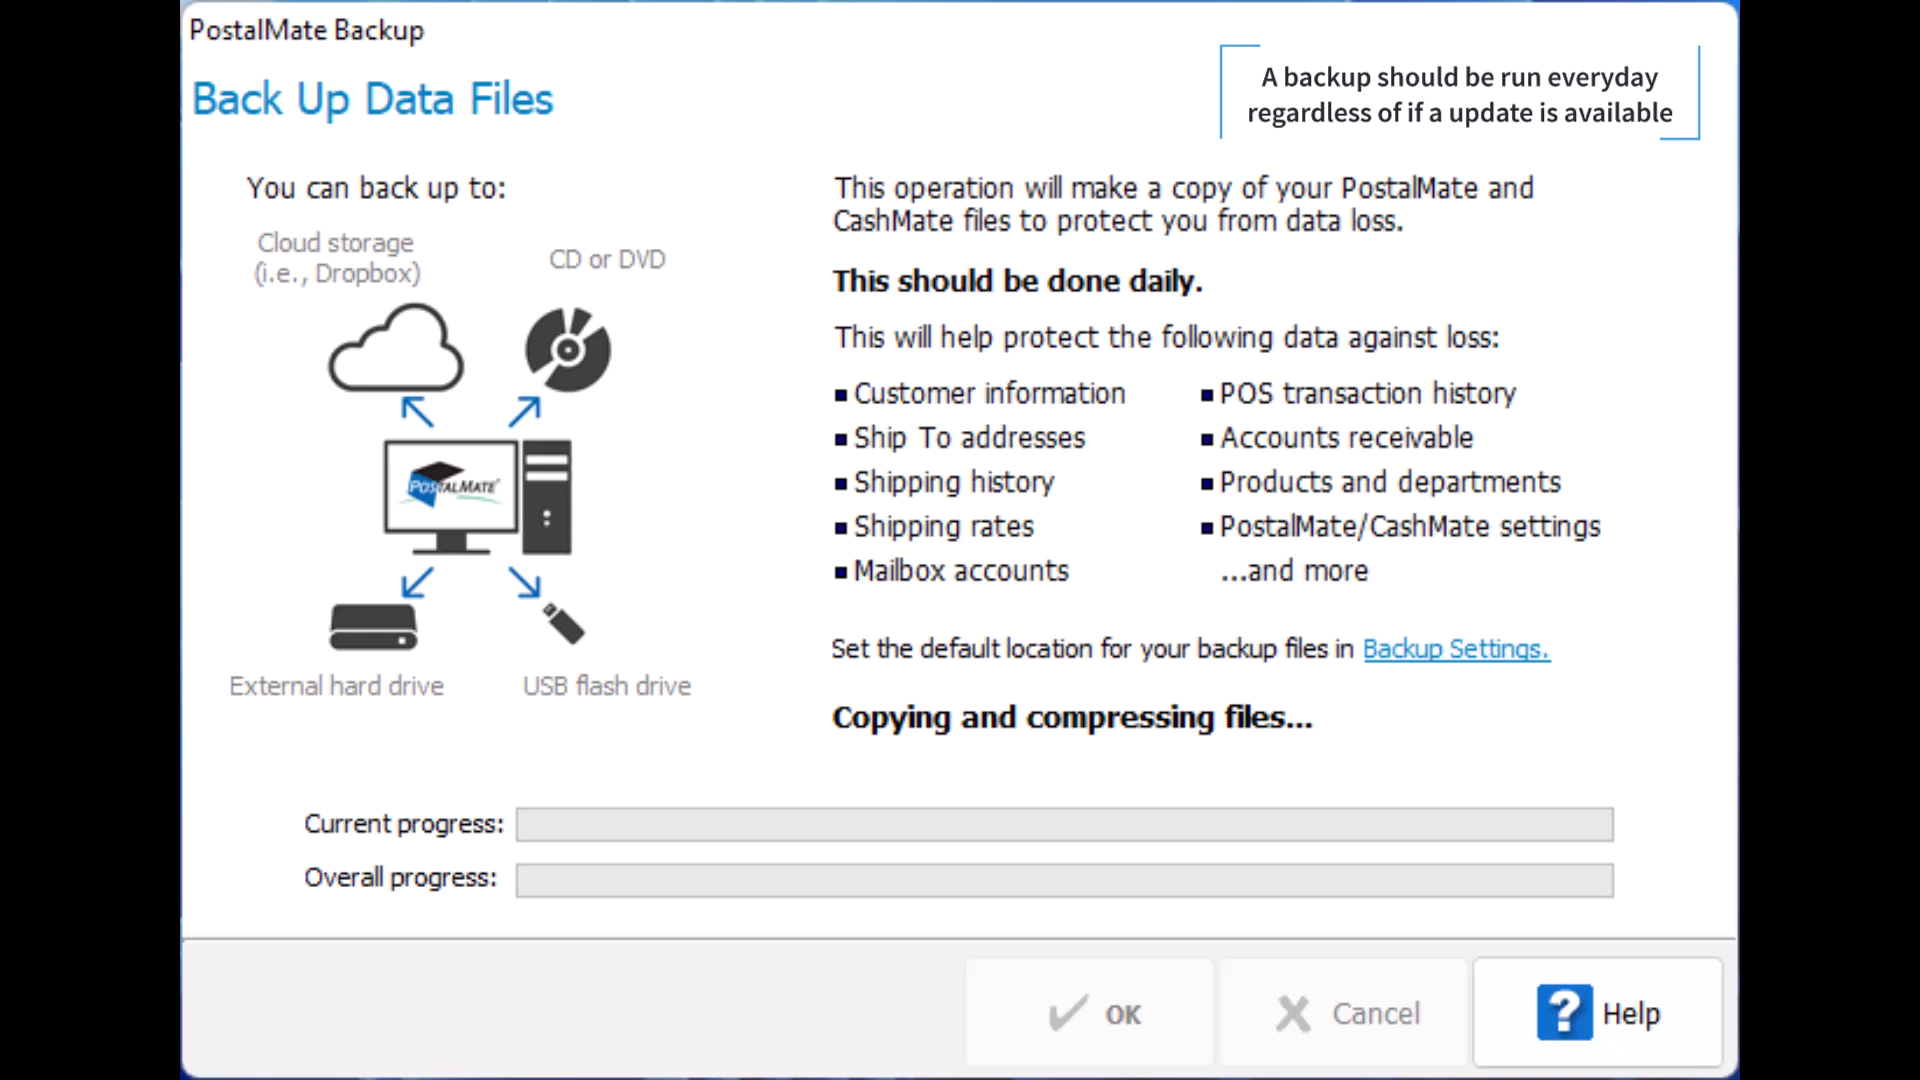 PostalMate Backup
Back Up Data Files
A backup should be run everyday
regardless of if a update is available
You can back up to:
Cloud storage
(i.e., Dropbox)
CD or DVD
POSTALMATE
External hard drive
USB flash drive
This operation will make a copy of your PostalMate and
CashMate files to protect you from data loss.
This should be done daily.
This will help protect the following data against loss:
Customer information
Ship To addresses
Shipping history
Shipping rates
Mailbox accounts
POS transaction history
Accounts receivable
Products and departments
PostalMate/CashMate settings
...and more
Set the default location for your backup files in Backup Settings.
Copying and compressing files...
Current progress:
Overall progress:
OK
Cancel
? Help